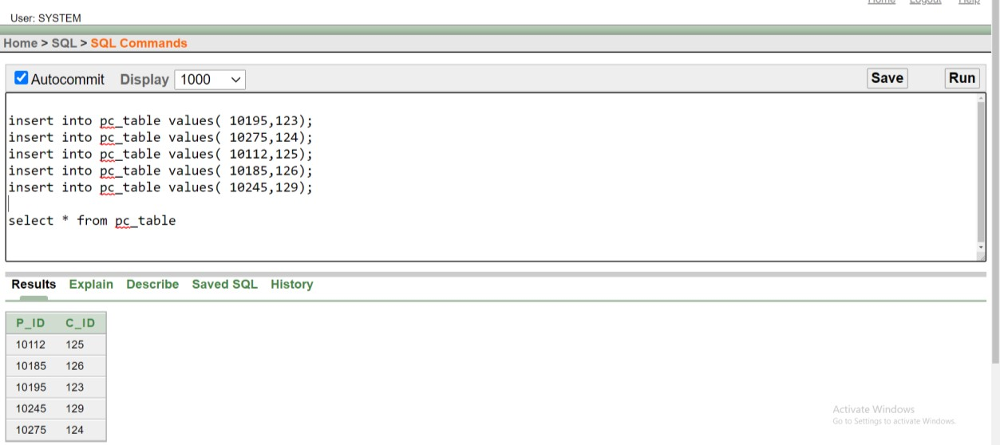 Home Logout Help
User: SYSTEM
Home > SQL > SQL Commands
Autocommit Display 1000 Save Run
insert into pc_table values( 10195,123);
insert into pc_table values( 10275,124);
insert into pc_table values( 10112,125);
insert into pc_table values( 10185,126);
insert into pc_table values( 10245,129);
select * from pc_table
Results Explain Describe Saved SQL History
P_ID C_ID
10112 125
10185 126
10195 123
10245 129
10275 124
Activate Windows
Go to Settings to activate Windows.